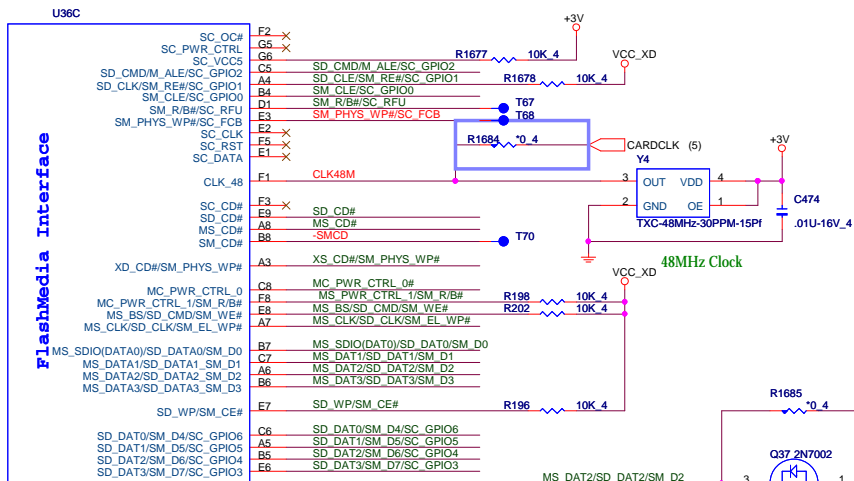 U36C
FlashMedia Interface
SC_OC# F2
SC_PWR_CTRL G5
SC_VCC5 G6
SD_CMD/M_ALE/SC_GPIO2 C5 SD_CMD/M_ALE/SC_GPIO2
SD_CLK/SM_RE#/SC_GPIO1 A4 SD_CLE/SM_RE#/SC_GPIO1
SM_CLE/SC_GPIO0 B4 SM_CLE/SC_GPIO0
SM_R/B#/SC_RFU D1 SM_R/B#/SC_RFU T67
SM_PHYS_WP#/SC_FCB E3 SM_PHYS_WP#/SC_FCB T68
SC_CLK E2
SC_RST F5
SC_DATA E1
CLK_48 F1 CLK48M
SC_CD# F3
SD_CD# E9 SD_CD#
MS_CD# A8 MS_CD#
SM_CD# B8 -SMCD T70
XD_CD#/SM_PHYS_WP# A3 XS_CD#/SM_PHYS_WP#
MC_PWR_CTRL_0 C8 MC_PWR_CTRL_0#
MC_PWR_CTRL_1/SM_R/B# F8 MS_PWR_CTRL_1/SM_R/B# R198 10K_4
MS_BS/SD_CMD/SM_WE# E8 MS_BS/SD_CMD/SM_WE# R202 10K_4
MS_CLK/SD_CLK/SM_EL_WP# A7 MS_CLK/SD_CLK/SM_EL_WP#
MS_SDIO(DATA0)/SD_DATA0/SM_D0 B7 MS_SDIO(DAT0)/SD_DAT0/SM_D0
MS_DATA1/SD_DATA1_SM_D1 C7 MS_DAT1/SD_DAT1/SM_D1
MS_DATA2/SD_DATA2_SM_D2 A6 MS_DAT2/SD_DAT2/SM_D2
MS_DATA3/SD_DATA3_SM_D3 B6 MS_DAT3/SD_DAT3/SM_D3
SD_WP/SM_CE# E7 SD_WP/SM_CE# R196 10K_4
SD_DAT0/SM_D4/SC_GPIO6 C6 SD_DAT0/SM_D4/SC_GPIO6
SD_DAT1/SM_D5/SC_GPIO5 A5 SD_DAT1/SM_D5/SC_GPIO5
SD_DAT2/SM_D6/SC_GPIO4 B5 SD_DAT2/SM_D6/SC_GPIO4
SD_DAT3/SM_D7/SC_GPIO3 E6 SD_DAT3/SM_D7/SC_GPIO3
+3V
R1677 10K_4
VCC_XD
R1678 10K_4
R1684 *0_4
CARDCLK (5)
+3V
Y4
3 OUT VDD 4
2 GND OE 1
TXC-48MHz-30PPM-15Pf
C474
.01U-16V_4
48MHz Clock
VCC_XD
R1685
*0_4
Q37 2N7002
3 1
MS_DAT2/SD_DAT2/SM_D2